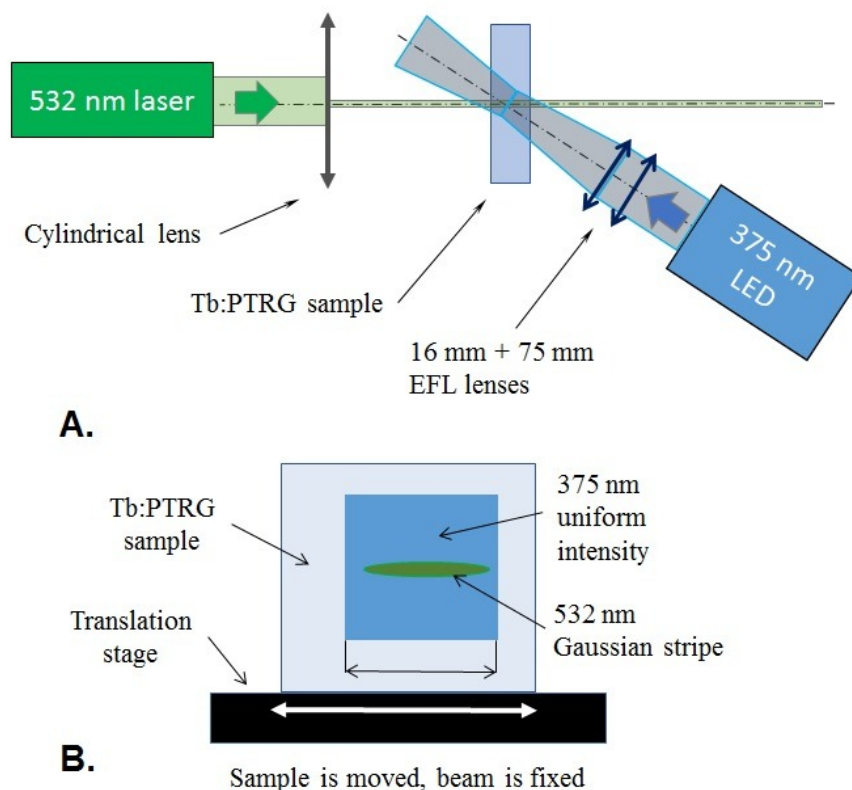 532 nm laser
Cylindrical lens
Tb:PTRG sample
16 mm + 75 mm
EFL lenses
375 nm
LED
A.
Tb:PTRG
sample
Translation
stage
375 nm
uniform
intensity
532 nm
Gaussian stripe
B.
Sample is moved, beam is fixed